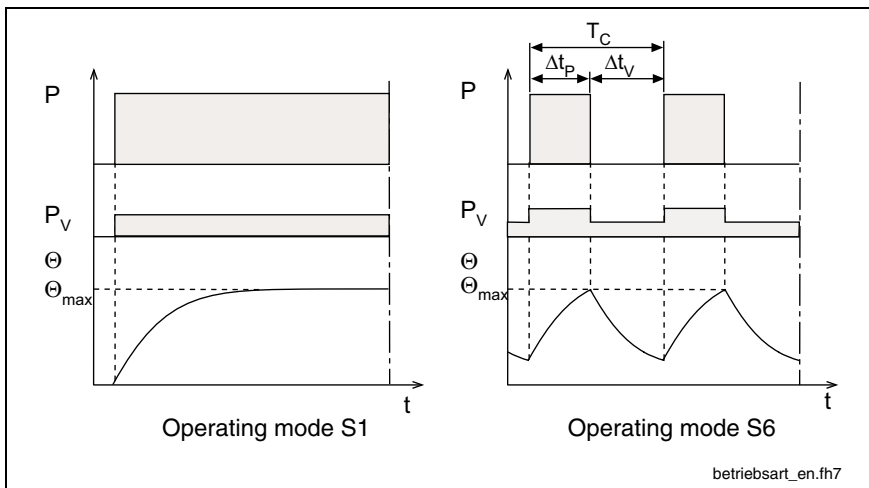 P
P_V
Θ
Θ_max
t
Operating mode S1
T_C
Δt_P Δt_V
P
P_V
Θ
Θ_max
t
Operating mode S6
betriebsart_en.fh7